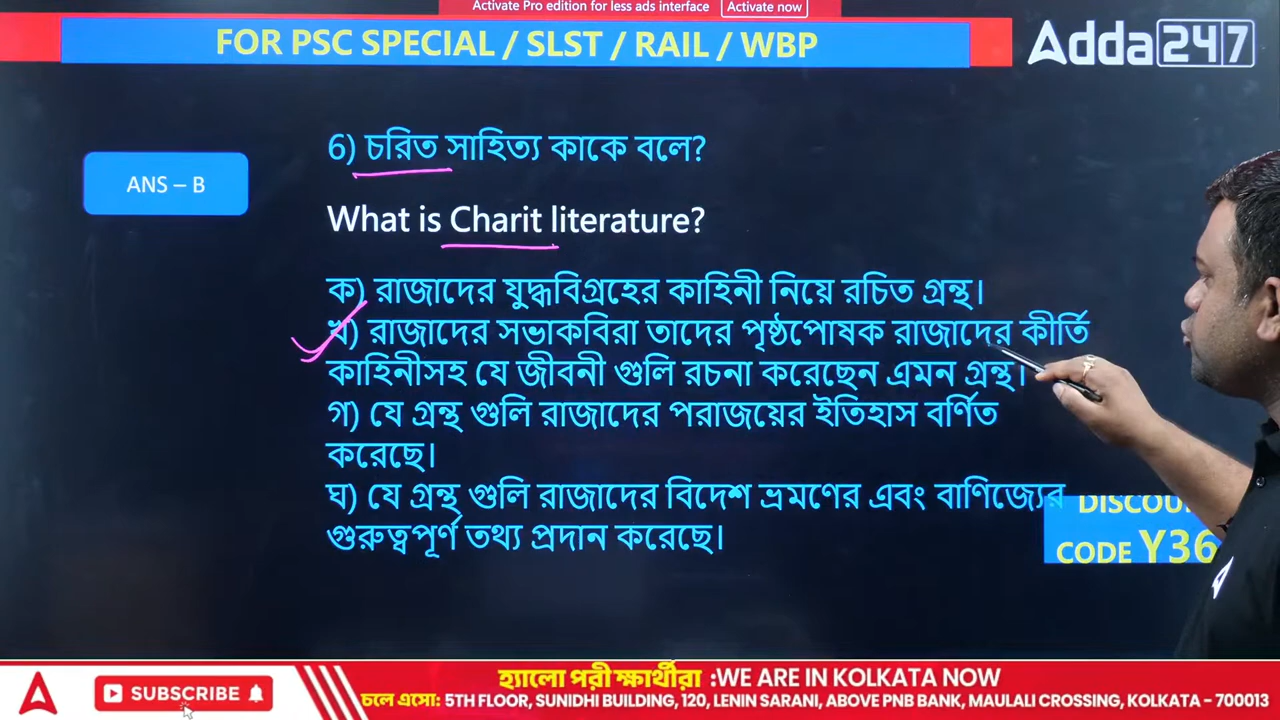 Activate Pro edition for less ads interface Activate now
FOR PSC SPECIAL / SLST / RAIL / WBP
Adda 247
ANS – B
6) চরিত সাহিত্য কাকে বলে?
What is Charit literature?
ক) রাজাদের যুদ্ধবিগ্রহের কাহিনী নিয়ে রচিত গ্রন্থ।
খ) রাজাদের সভাকবিরা তাদের পৃষ্ঠপোষক রাজাদের কীর্তি
কাহিনীসহ যে জীবনী গুলি রচনা করেছেন এমন গ্রন্থ।
গ) যে গ্রন্থ গুলি রাজাদের পরাজয়ের ইতিহাস বর্ণিত
করেছে।
ঘ) যে গ্রন্থ গুলি রাজাদের বিদেশ ভ্রমণের এবং বাণিজ্যের
গুরুত্বপূর্ণ তথ্য প্রদান করেছে।
CODE Y36
SUBSCRIBE
হ্যালো পরীক্ষার্থীরা :WE ARE IN KOLKATA NOW
চলে এসো: 5TH FLOOR, SUNIDHI BUILDING, 120, LENIN SARANI, ABOVE PNB BANK, MAULALI CROSSING, KOLKATA - 700013